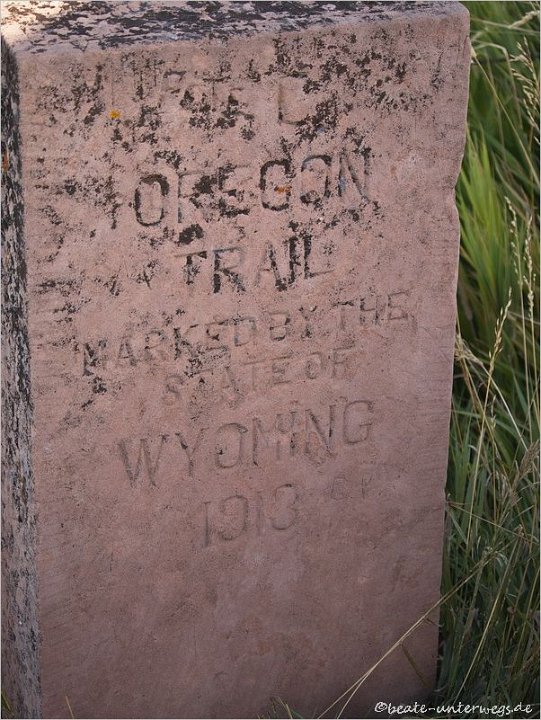 OREGON
TRAIL
MARKED BY THE
STATE OF
WYOMING
1913
©beate-unterwegs.de